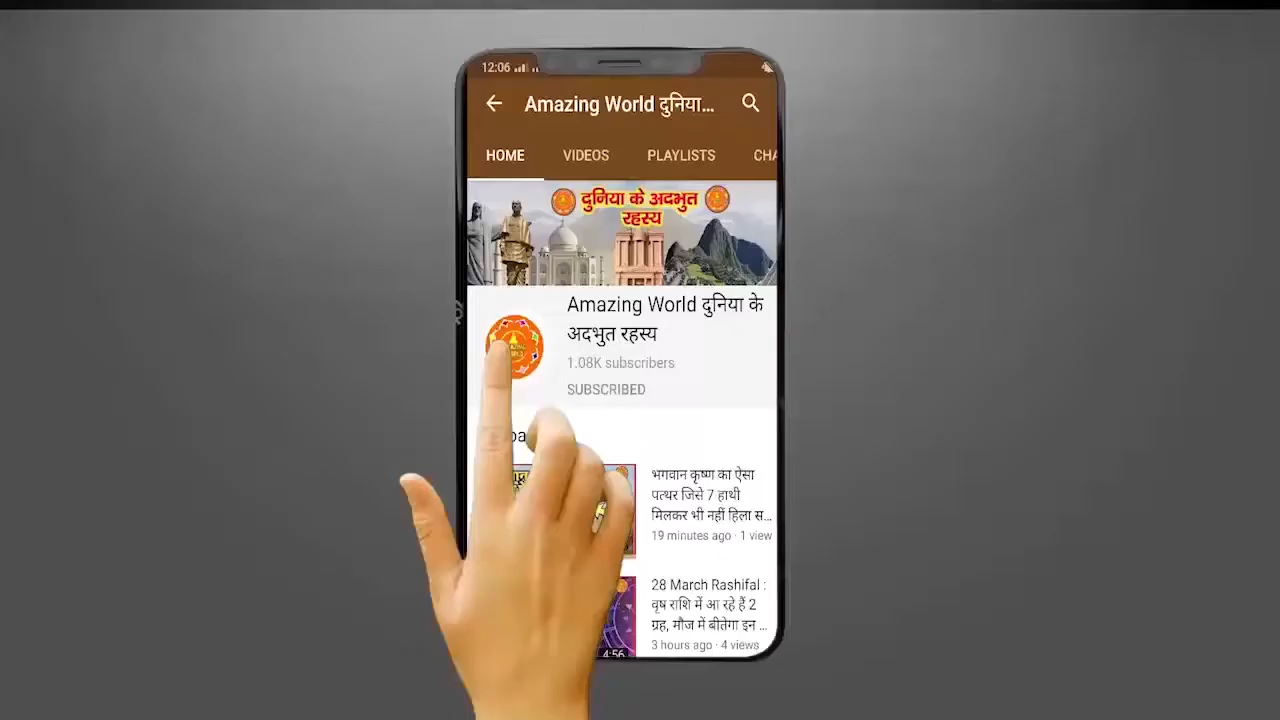 12:06
Amazing World दुनिया...
HOME VIDEOS PLAYLISTS CHA
दुनिया के अदभुत
रहस्य
Amazing World दुनिया के
अदभुत रहस्य
1.08K subscribers
SUBSCRIBED
भगवान कृष्ण का ऐसा
पत्थर जिसे 7 हाथी
मिलकर भी नहीं हिला स...
19 minutes ago · 1 view
28 March Rashifal :
वृष राशि में आ रहे हैं 2
ग्रह, मौज में बीतेगा इन ...
3 hours ago · 4 views
4:56